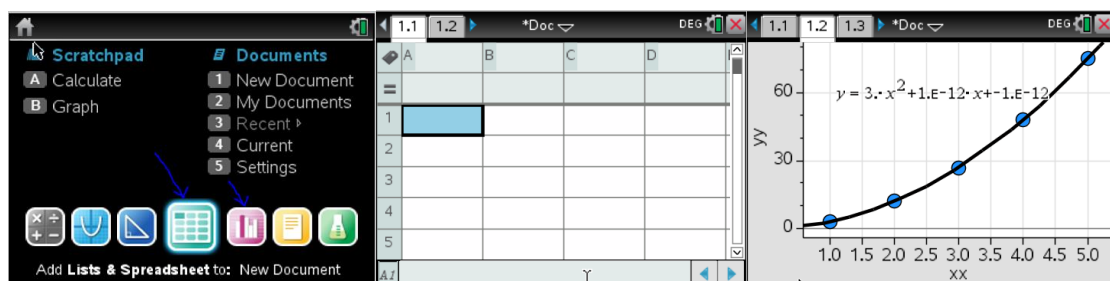 Scratchpad
A Calculate
B Graph
Documents
1 New Document
2 My Documents
3 Recent ▸
4 Current
5 Settings
Add Lists & Spreadsheet to: New Document
1.1 1.2 *Doc DEG
A B C D
=
1
2
3
4
5
A1
1.1 1.2 1.3 *Doc DEG
y = 3.·x²+1.ᴇ-12·x+-1.ᴇ-12
yy
60
30
0
1.0 1.5 2.0 2.5 3.0 3.5 4.0 4.5 5.0
xx